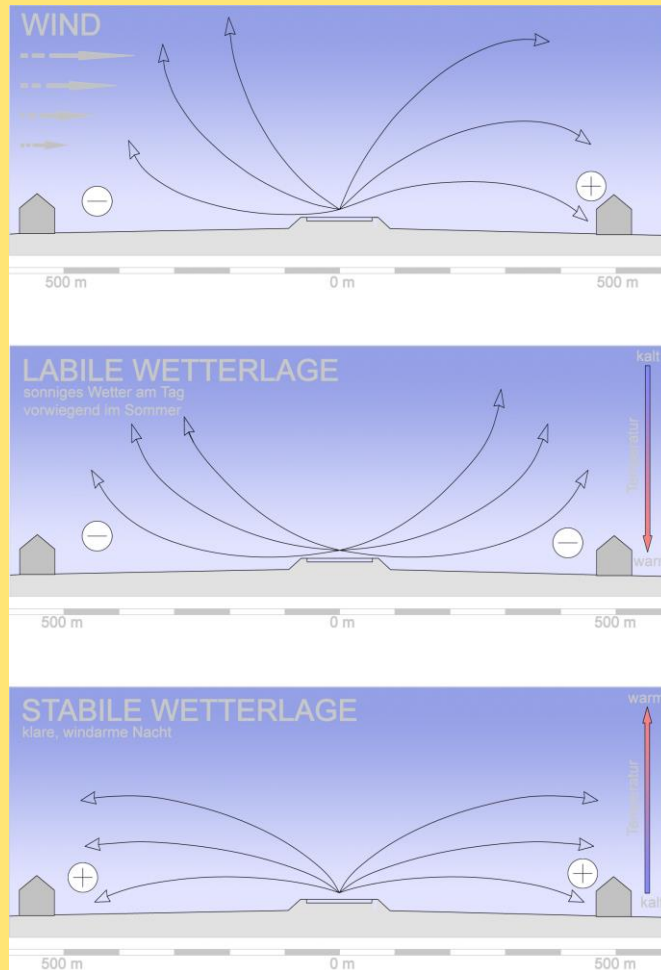 WIND
−
+
500 m 0 m 500 m
LABILE WETTERLAGE
sonniges Wetter am Tag
vorwiegend im Sommer
kalt
Temperatur
−
−
warm
500 m 0 m 500 m
STABILE WETTERLAGE
klare, windarme Nacht
warm
Temperatur
+
+
kalt
500 m 0 m 500 m